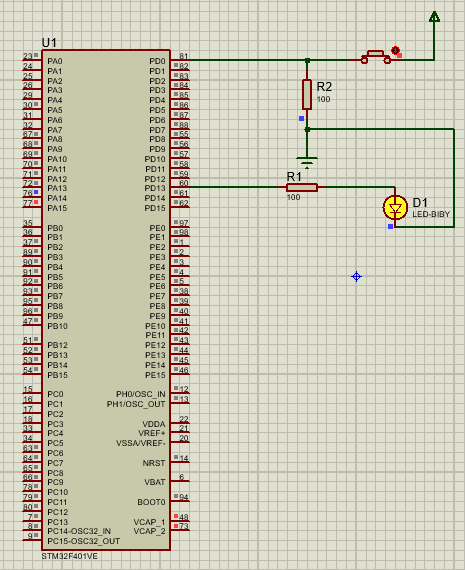 U1
23 PA0 PD0 81
24 PA1 PD1 82
25 PA2 PD2 83
26 PA3 PD3 84
29 PA4 PD4 85
30 PA5 PD5 86
31 PA6 PD6 87
32 PA7 PD7 88
67 PA8 PD8 55
68 PA9 PD9 56
69 PA10 PD10 57
70 PA11 PD11 58
71 PA12 PD12 59
72 PA13 PD13 60
76 PA14 PD14 61
77 PA15 PD15 62
35 PB0 PE0 97
36 PB1 PE1 98
37 PB2 PE2 1
89 PB3 PE3 2
90 PB4 PE4 3
91 PB5 PE5 4
92 PB6 PE6 5
93 PB7 PE7 38
95 PB8 PE8 39
96 PB9 PE9 40
47 PB10 PE10 41
PE11 42
51 PB12 PE12 43
52 PB13 PE13 44
53 PB14 PE14 45
54 PB15 PE15 46
15 PC0 PH0/OSC_IN 12
16 PC1 PH1/OSC_OUT 13
17 PC2
18 PC3 VDDA 22
33 PC4 VREF+ 21
34 PC5 VSSA/VREF- 20
63 PC6
64 PC7 NRST 14
65 PC8
66 PC9 VBAT 6
78 PC10
79 PC11 BOOT0 94
80 PC12
7 PC13 VCAP_1 48
8 PC14-OSC32_IN VCAP_2 73
9 PC15-OSC32_OUT
STM32F401VE
R2
100
R1
100
D1
LED-BIBY